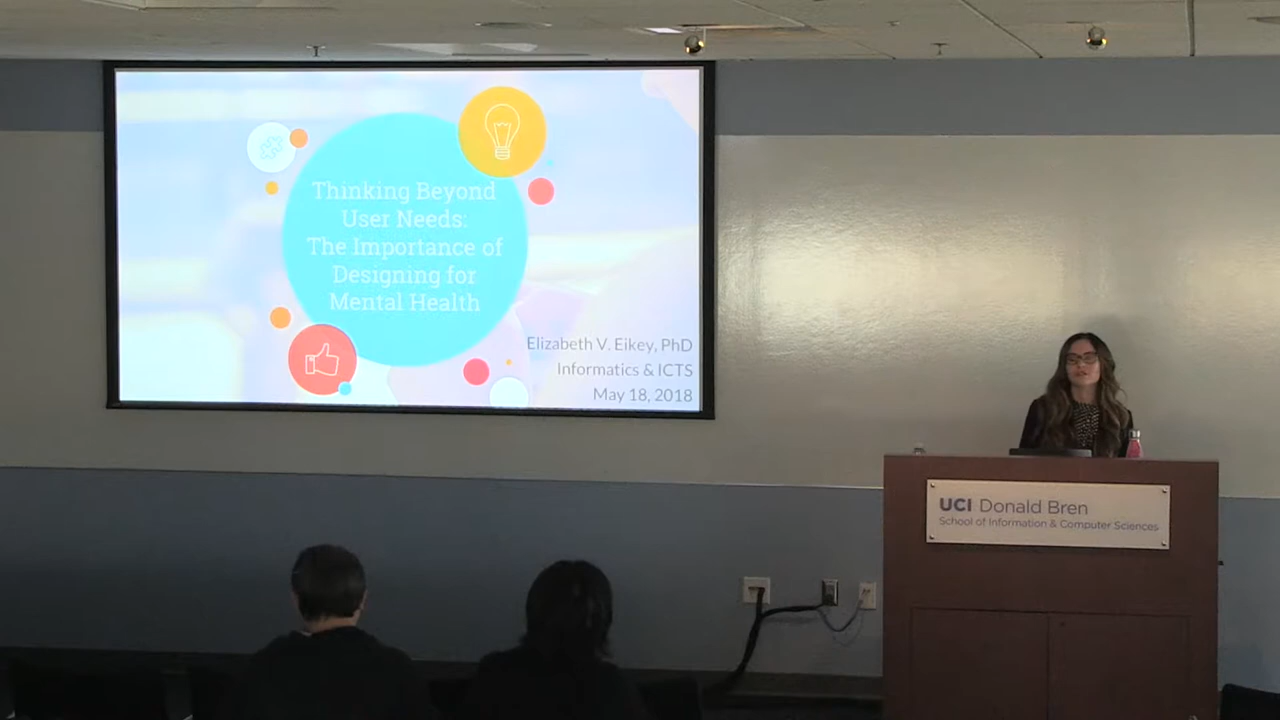 Thinking Beyond
User Needs:
The Importance of
Designing for
Mental Health
Elizabeth V. Eikey, PhD
Informatics & ICTS
May 18, 2018
UCI Donald Bren
School of Information & Computer Sciences